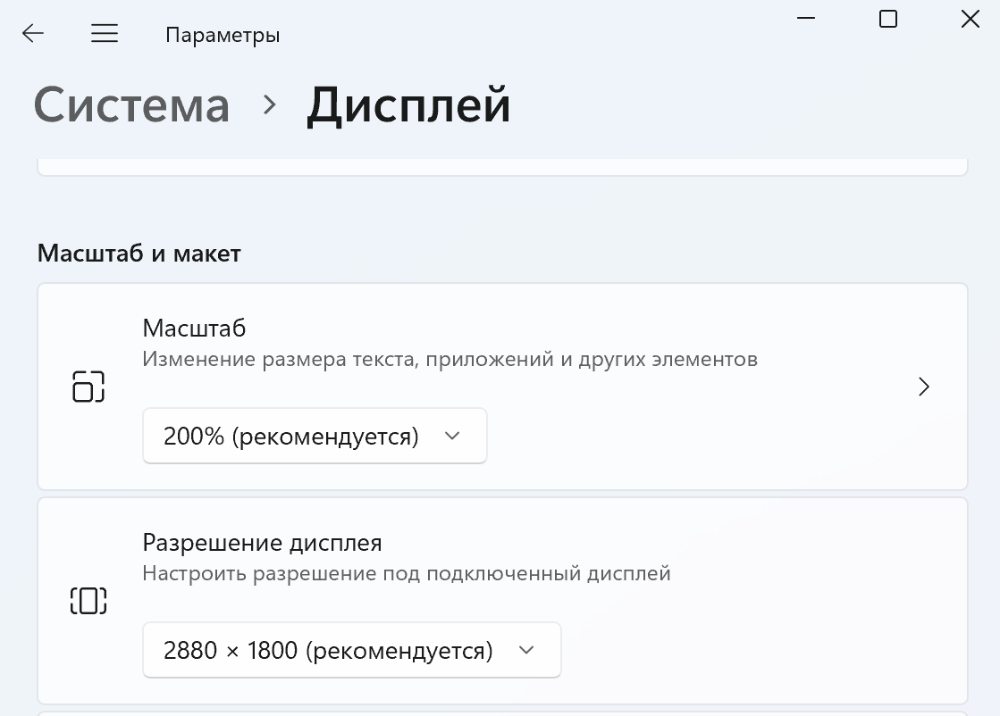 Параметры
Система > Дисплей
Масштаб и макет
Масштаб
Изменение размера текста, приложений и других элементов
200% (рекомендуется)
Разрешение дисплея
Настроить разрешение под подключенный дисплей
2880 × 1800 (рекомендуется)